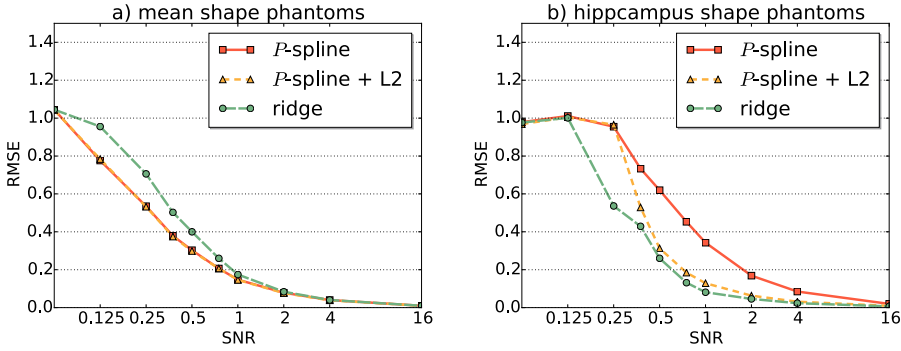 a) mean shape phantoms
1.4
1.2
1.0
0.8
0.6
0.4
0.2
0.0
RMSE
P-spline
P-spline + L2
ridge
0.125 0.25 0.5 1 2 4 16
SNR
b) hippcampus shape phantoms
1.4
1.2
1.0
0.8
0.6
0.4
0.2
0.0
RMSE
P-spline
P-spline + L2
ridge
0.125 0.25 0.5 1 2 4 16
SNR